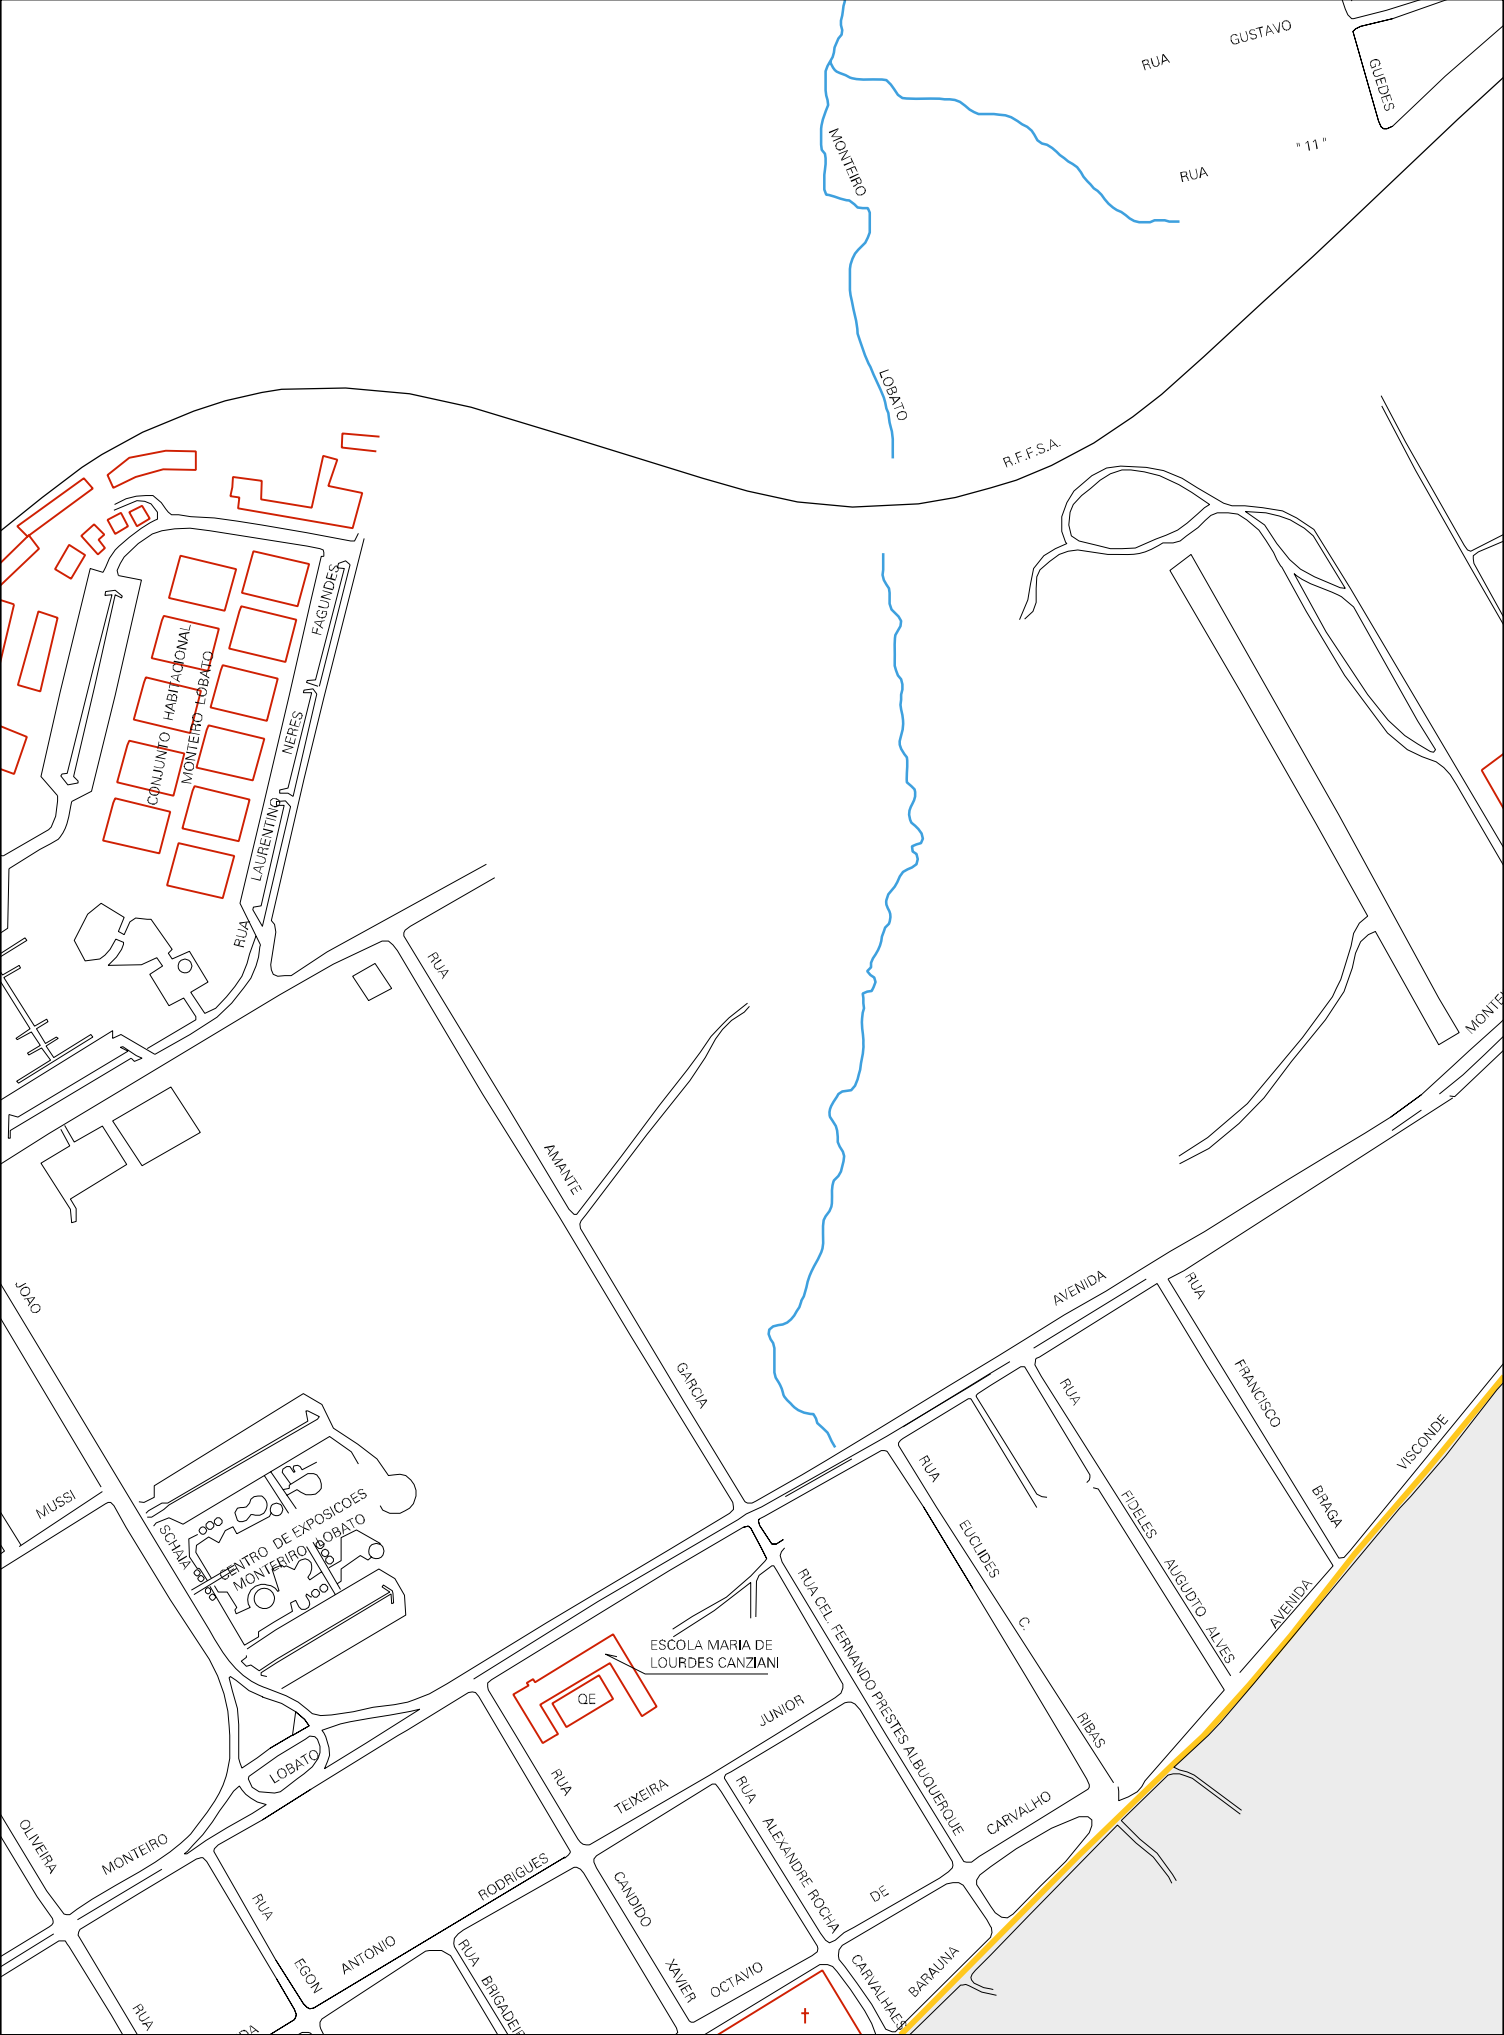 GUSTAVO
RUA
GUEDES
" 11 "
RUA
MONTEIRO
LOBATO
R.F.F.S.A.
FAGUNDES
NERES
LAURENTINO
RUA
CONJUNTO HABITACIONAL
MONTEIRO LOBATO
RUA
AMANTE
GARCIA
JOAO
SCHAIA
MUSSI
CENTRO DE EXPOSICOES
MONTERIRO LOBATO
AVENIDA
RUA
FRANCISCO
BRAGA
RUA
FIDELES
AUGUDTO ALVES
RUA
EUCLIDES
C.
RIBAS
VISCONDE
AVENIDA
RUA CEL. FERNANDO PRESTES ALBUQUERQUE
ESCOLA MARIA DE
LOURDES CANZIANI
QE
JUNIOR
TEIXEIRA
RUA
CANDIDO
XAVIER
RUA
ALEXANDRE ROCHA
CARVALHO
DE
OCTAVIO
CARVALHAES
BARAUNA
LOBATO
MONTEIRO
OLIVEIRA
RUA
EGON
ANTONIO
RODRIGUES
RUA
RUA